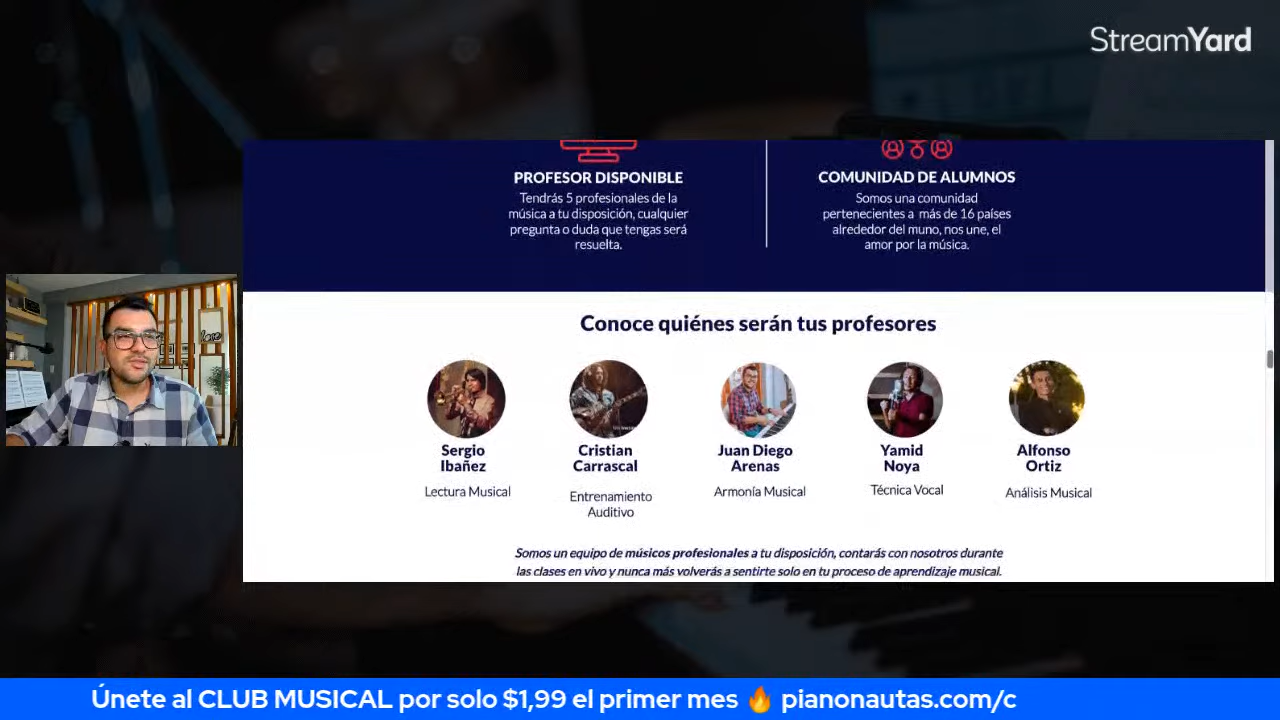 StreamYard
PROFESOR DISPONIBLE
Tendrás 5 profesionales de la
música a tu disposición, cualquier
pregunta o duda que tengas será
resuelta.
COMUNIDAD DE ALUMNOS
Somos una comunidad
pertenecientes a más de 16 países
alrededor del muno, nos une, el
amor por la música.
Conoce quiénes serán tus profesores
Sergio
Ibañez
Lectura Musical
Cristian
Carrascal
Entrenamiento
Auditivo
Juan Diego
Arenas
Armonía Musical
Yamid
Noya
Técnica Vocal
Alfonso
Ortiz
Análisis Musical
Somos un equipo de músicos profesionales a tu disposición, contarás con nosotros durante
las clases en vivo y nunca más volverás a sentirte solo en tu proceso de aprendizaje musical.
Únete al CLUB MUSICAL por solo $1,99 el primer mes 🔥 pianonautas.com/c